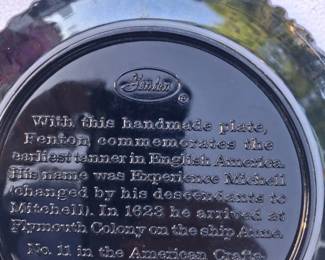 Fenton
®
With this handmade plate,
Fenton commemorates the
earliest tanner in English America.
His name was Experience Mitchell
(changed by his descendants to
Mitchell). In 1623 he arrived at
Plymouth Colony on the ship Anne.
No. 11 in the American Crafts-